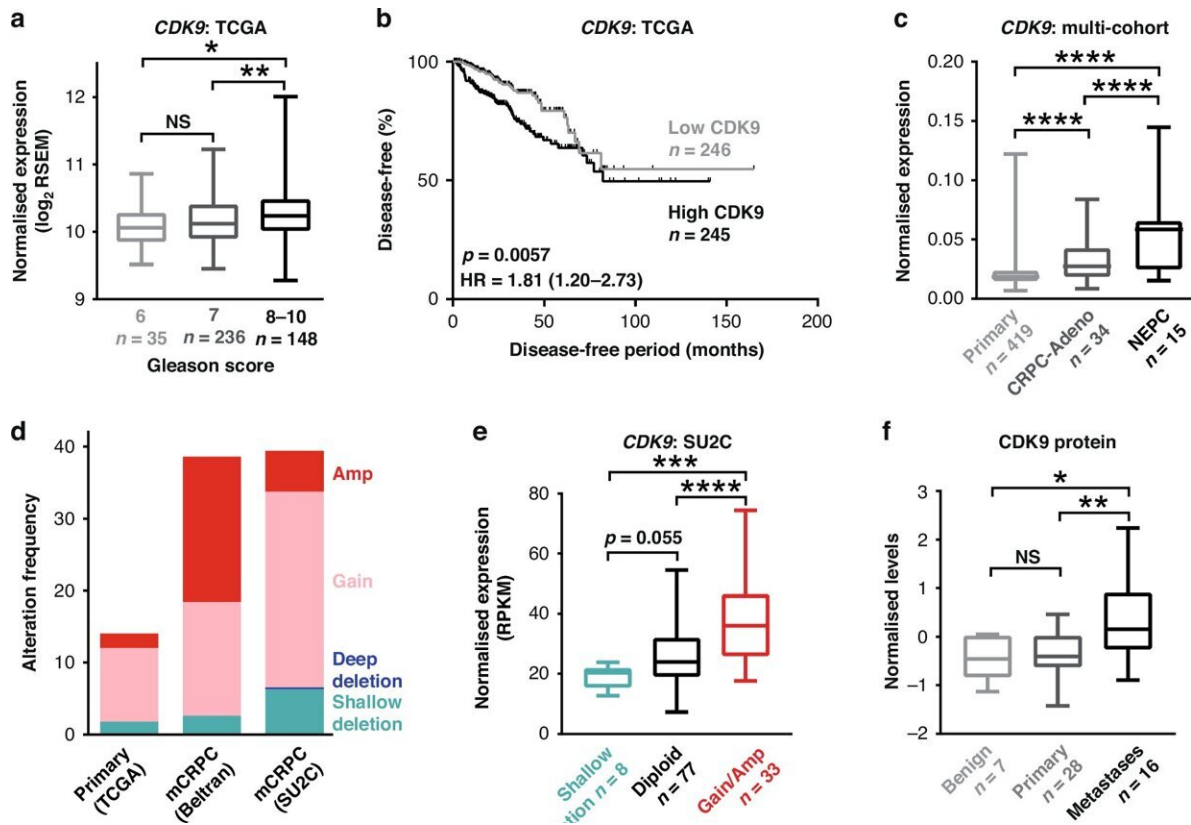 a
CDK9: TCGA
*
**
NS
Normalised expression
(log2 RSEM)
12
11
10
9
6
n = 35
7
n = 236
8–10
n = 148
Gleason score
b
CDK9: TCGA
Disease-free (%)
100
50
0
Low CDK9
n = 246
High CDK9
n = 245
p = 0.0057
HR = 1.81 (1.20–2.73)
0
50
100
150
200
Disease-free period (months)
c
CDK9: multi-cohort
****
****
****
Normalised expression
0.20
0.15
0.10
0.05
0.00
Primary
n = 419
CRPC-Adeno
n = 34
NEPC
n = 15
d
Alteration frequency
40
30
20
10
0
Amp
Gain
Deep
deletion
Shallow
deletion
Primary
(TCGA)
mCRPC
(Beltran)
mCRPC
(SU2C)
e
CDK9: SU2C
***
****
p = 0.055
Normalised expression
(RPKM)
80
60
40
20
0
Shallow
tion n = 8
Diploid
n = 77
Gain/Amp
n = 33
f
CDK9 protein
*
**
NS
Normalised levels
3
2
1
0
−1
−2
Benign
n = 7
Primary
n = 28
Metastases
n = 16